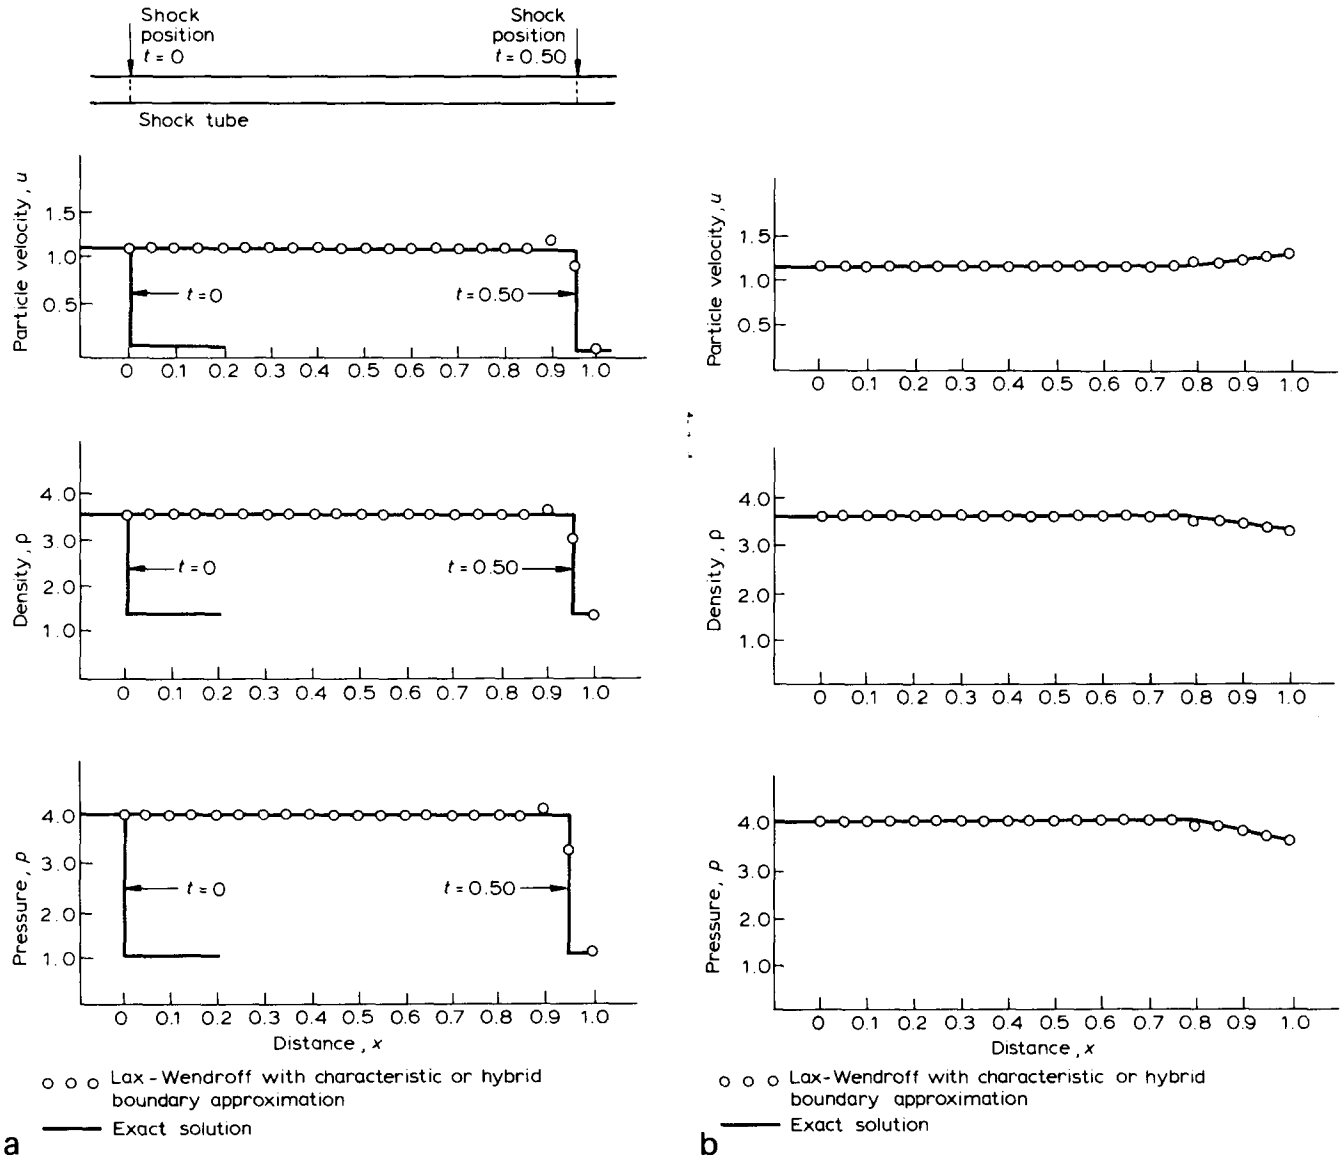 Shock
position
t = 0
Shock
position
t = 0.50
Shock tube
Particle velocity, u
1.5
1.0
0.5
t = 0
t = 0.50
0 0.1 0.2 0.3 0.4 0.5 0.6 0.7 0.8 0.9 1.0
Density, ρ
4.0
3.0
2.0
1.0
t = 0
t = 0.50
0 0.1 0.2 0.3 0.4 0.5 0.6 0.7 0.8 0.9 1.0
Pressure, p
4.0
3.0
2.0
1.0
t = 0
t = 0.50
0 0.1 0.2 0.3 0.4 0.5 0.6 0.7 0.8 0.9 1.0
Distance, x
Lax-Wendroff with characteristic or hybrid
boundary approximation
Exact solution
a
Particle velocity, u
1.5
1.0
0.5
0 0.1 0.2 0.3 0.4 0.5 0.6 0.7 0.8 0.9 1.0
Density, ρ
4.0
3.0
2.0
1.0
0 0.1 0.2 0.3 0.4 0.5 0.6 0.7 0.8 0.9 1.0
Pressure, p
4.0
3.0
2.0
1.0
0 0.1 0.2 0.3 0.4 0.5 0.6 0.7 0.8 0.9 1.0
Distance, x
Lax-Wendroff with characteristic or hybrid
boundary approximation
Exact solution
b